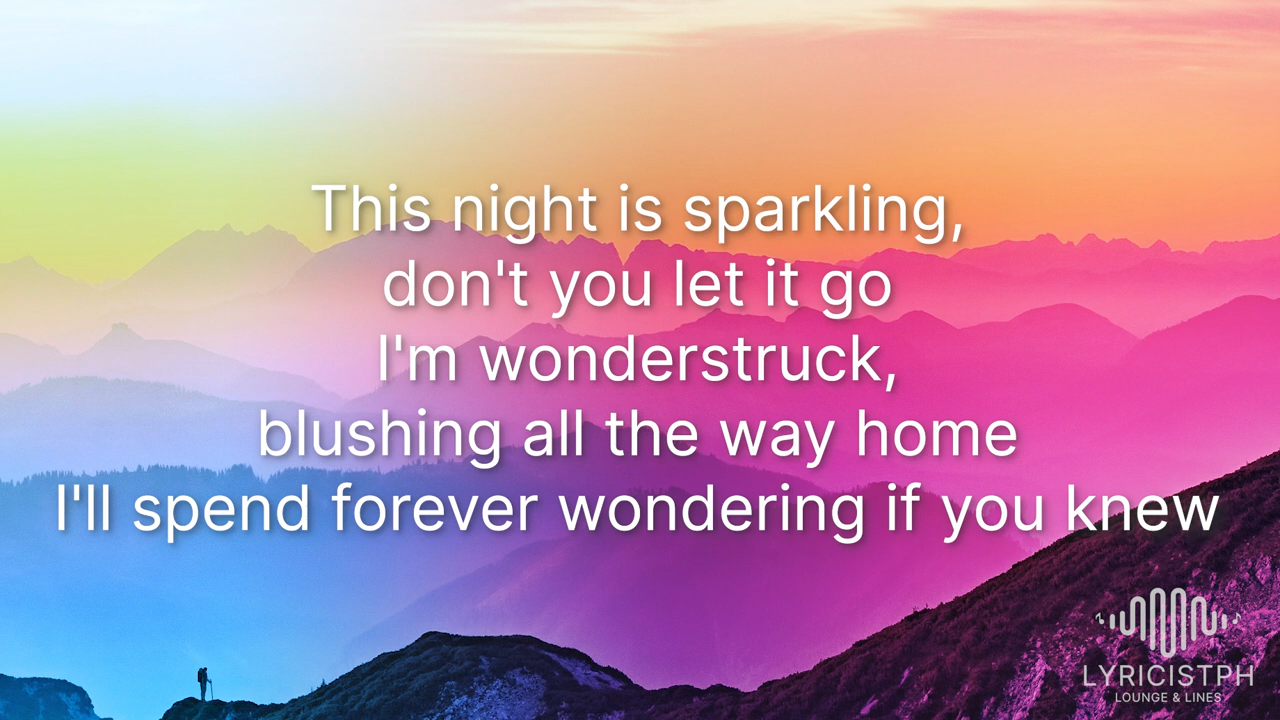 This night is sparkling,
don't you let it go
I'm wonderstruck,
blushing all the way home
I'll spend forever wondering if you knew
LYRICISTPH
LOUNGE & LINES